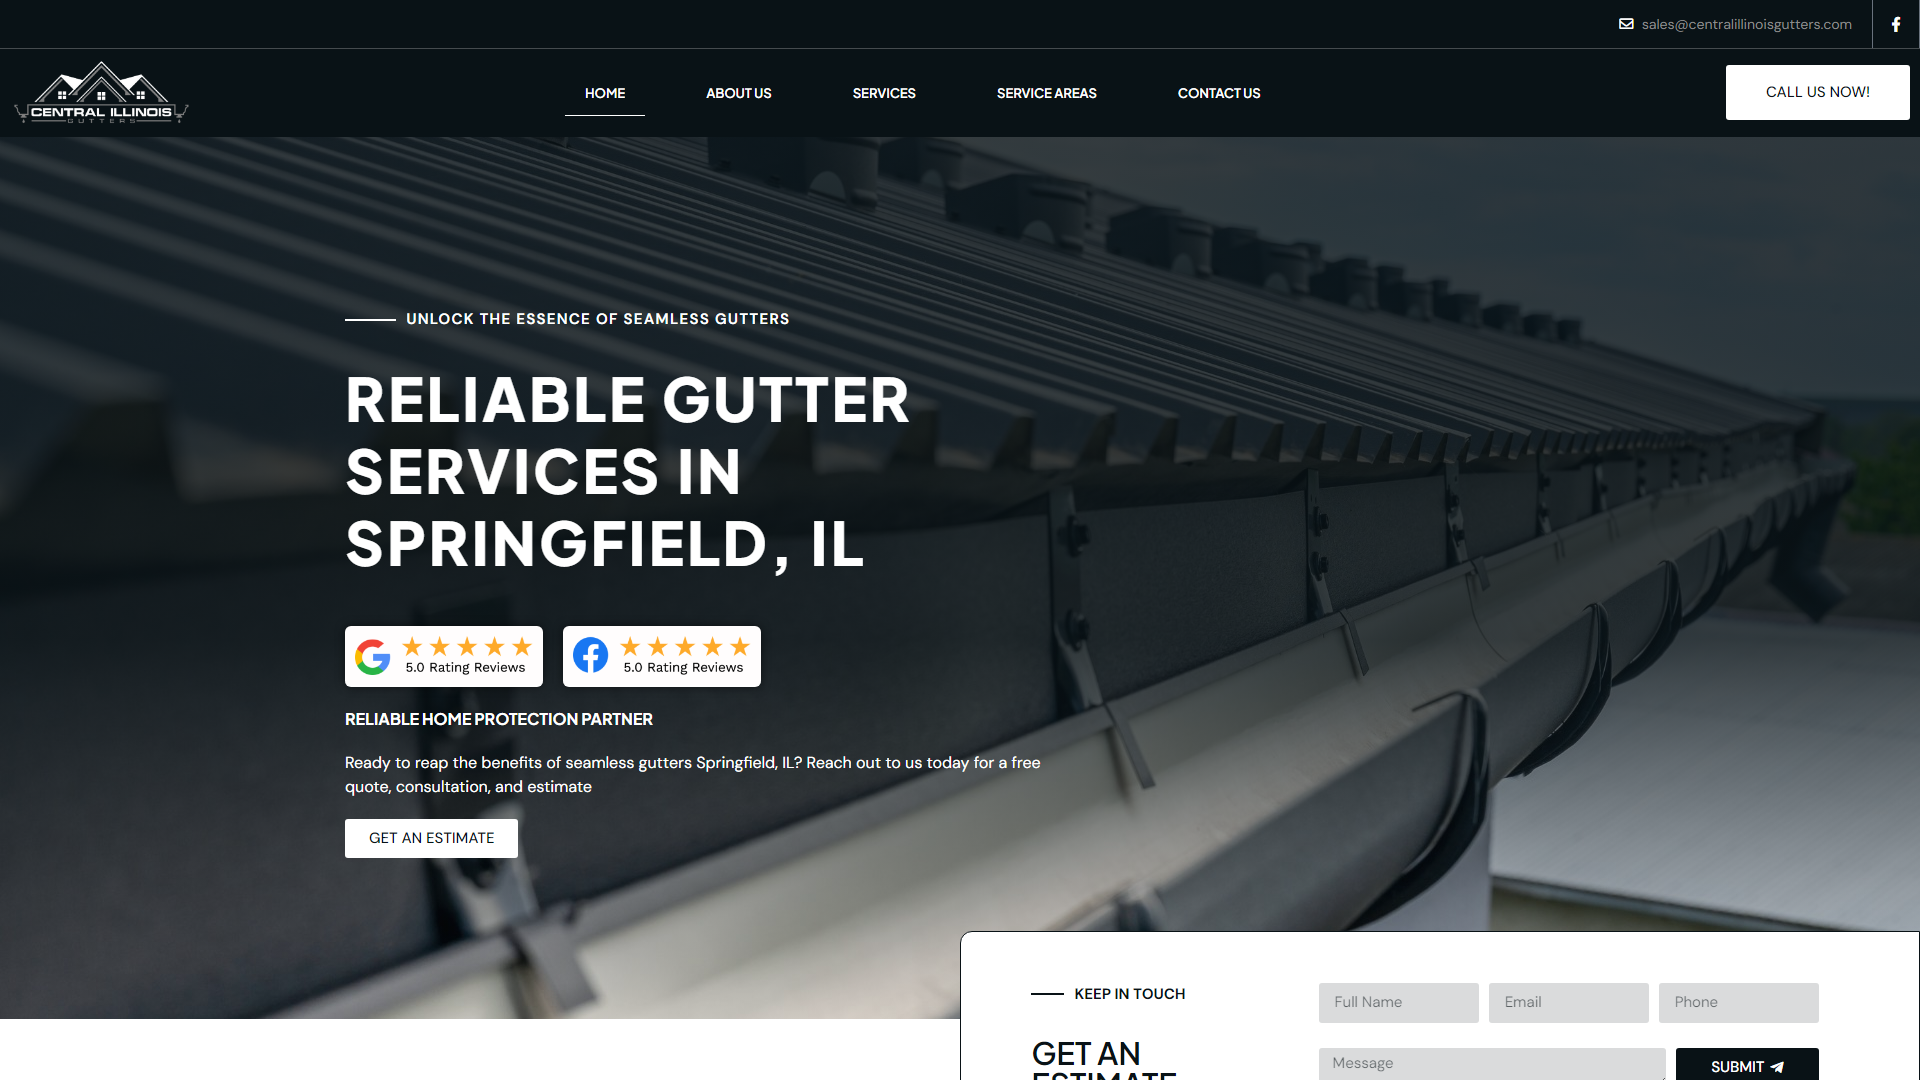 sales@centralillinoisgutters.com
CENTRAL ILLINOIS
GUTTERS
HOME
ABOUT US
SERVICES
SERVICE AREAS
CONTACT US
CALL US NOW!
UNLOCK THE ESSENCE OF SEAMLESS GUTTERS
RELIABLE GUTTER
SERVICES IN
SPRINGFIELD, IL
5.0 Rating Reviews
5.0 Rating Reviews
RELIABLE HOME PROTECTION PARTNER
Ready to reap the benefits of seamless gutters Springfield, IL? Reach out to us today for a free
quote, consultation, and estimate
GET AN ESTIMATE
KEEP IN TOUCH
GET AN
ESTIMATE
Full Name
Email
Phone
Message
SUBMIT